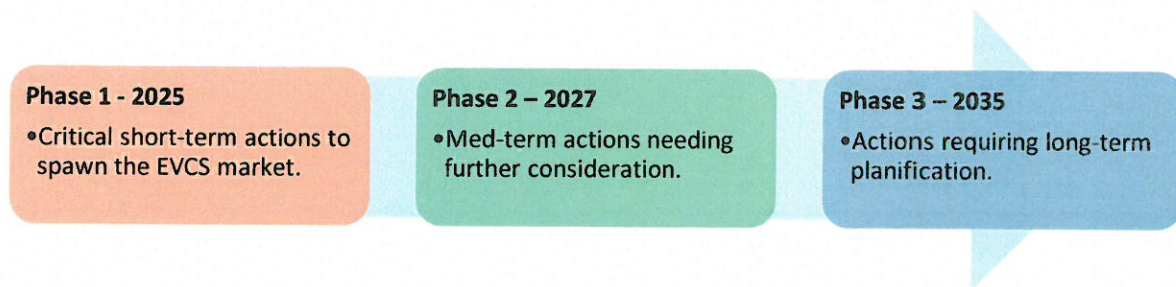 Phase 1 - 2025
•Critical short-term actions to
spawn the EVCS market.
Phase 2 – 2027
•Med-term actions needing
further consideration.
Phase 3 – 2035
•Actions requiring long-term
planification.